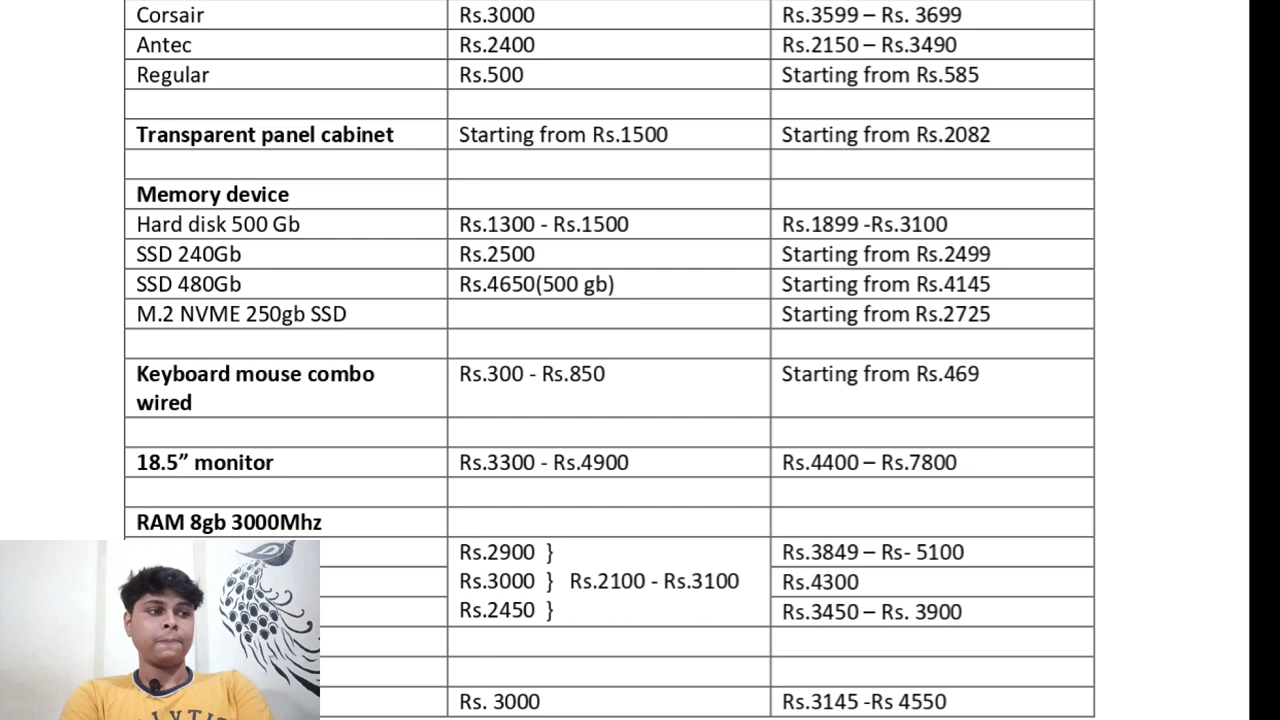 Corsair Rs.3000 Rs.3599 – Rs. 3699
Antec Rs.2400 Rs.2150 – Rs.3490
Regular Rs.500 Starting from Rs.585
Transparent panel cabinet Starting from Rs.1500 Starting from Rs.2082
Memory device
Hard disk 500 Gb Rs.1300 - Rs.1500 Rs.1899 -Rs.3100
SSD 240Gb Rs.2500 Starting from Rs.2499
SSD 480Gb Rs.4650(500 gb) Starting from Rs.4145
M.2 NVME 250gb SSD Starting from Rs.2725
Keyboard mouse combo Rs.300 - Rs.850 Starting from Rs.469
wired
18.5” monitor Rs.3300 - Rs.4900 Rs.4400 – Rs.7800
RAM 8gb 3000Mhz
Rs.2900 } Rs.3849 – Rs- 5100
Rs.3000 } Rs.2100 - Rs.3100 Rs.4300
Rs.2450 } Rs.3450 – Rs. 3900
Rs. 3000 Rs.3145 -Rs 4550